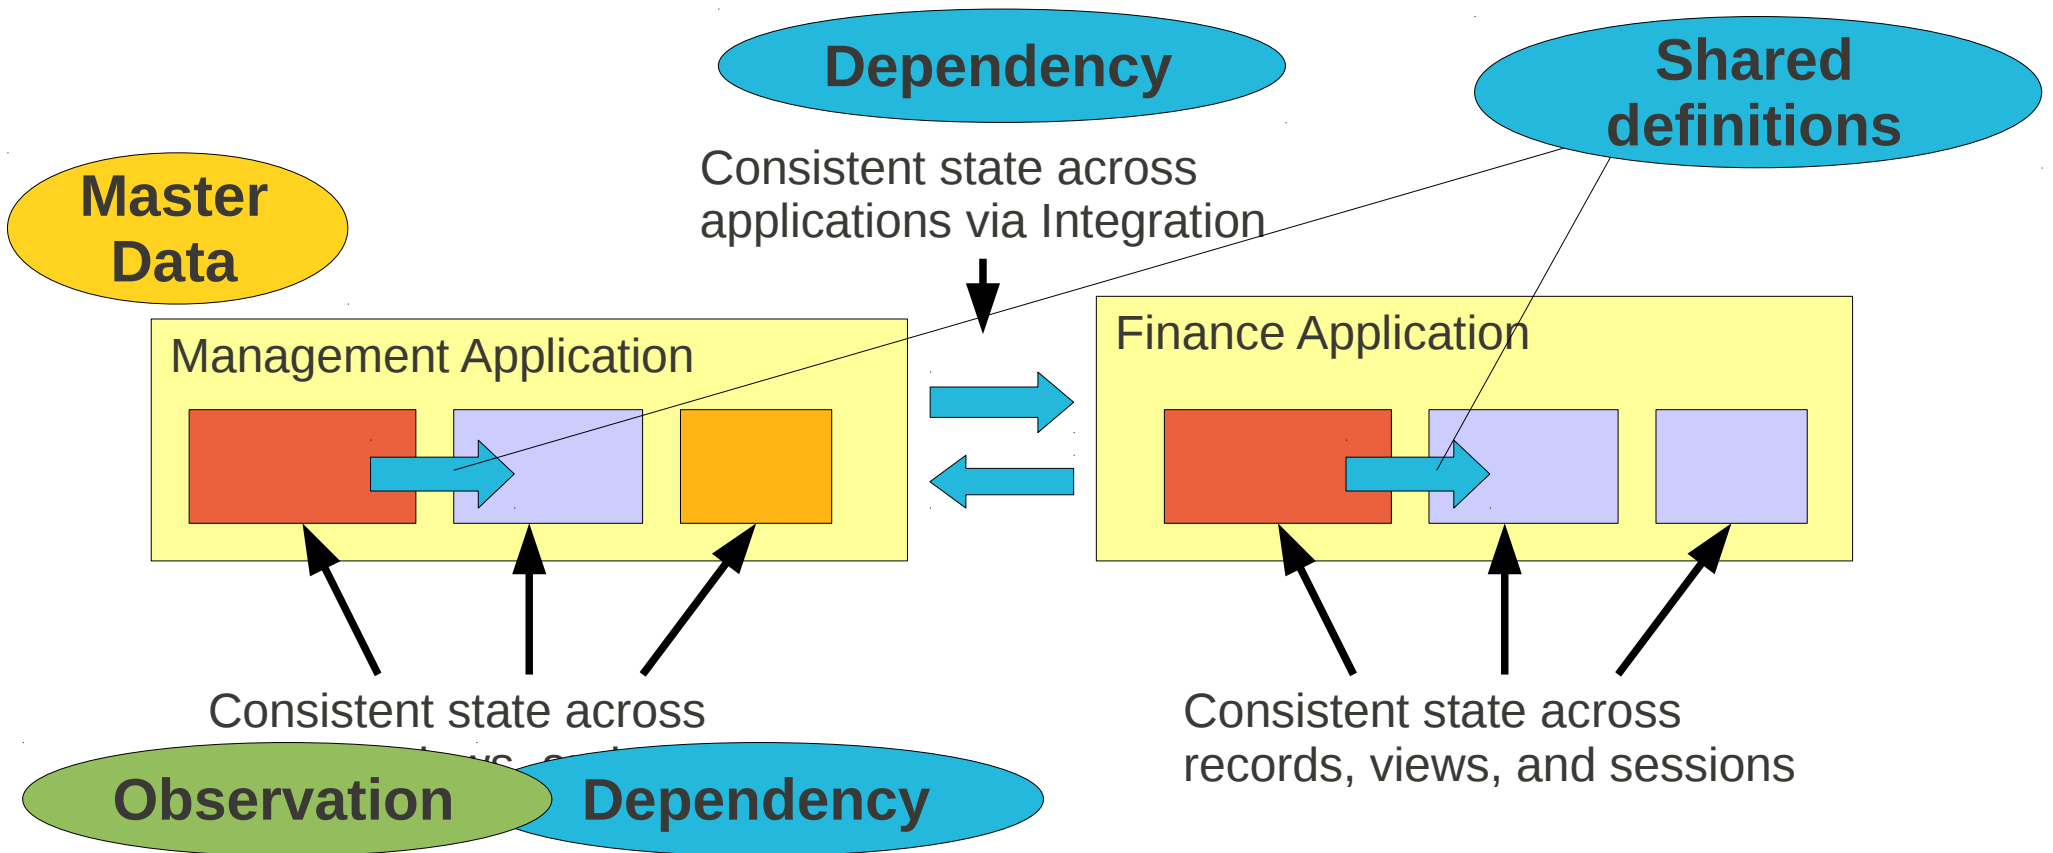 Dependency
Shared
definitions
Consistent state across
applications via Integration
Master
Data
Management Application
Finance Application
Consistent state across
Consistent state across
records, views, and sessions
Observation
Dependency